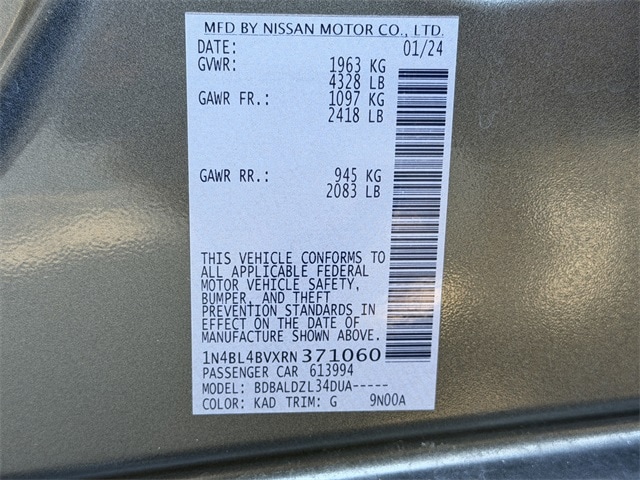 MFD BY NISSAN MOTOR CO., LTD.
DATE: 01/24
GVWR: 1963 KG
4328 LB
GAWR FR.: 1097 KG
2418 LB
GAWR RR.: 945 KG
2083 LB
THIS VEHICLE CONFORMS TO
ALL APPLICABLE FEDERAL
MOTOR VEHICLE SAFETY,
BUMPER, AND THEFT
PREVENTION STANDARDS IN
EFFECT ON THE DATE OF
MANUFACTURE SHOWN ABOVE.
1N4BL4BVXRN371060
PASSENGER CAR 613994
MODEL: BDBALDZL34DUA-----
COLOR: KAD TRIM: G 9N00A